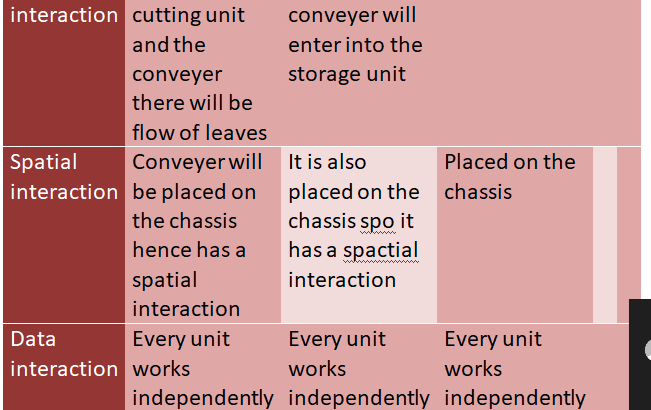 interaction
cutting unit
and the
conveyer
there will be
flow of leaves
conveyer will
enter into the
storage unit
Spatial
interaction
Conveyer will
be placed on
the chassis
hence has a
spatial
interaction
It is also
placed on the
chassis spo it
has a spactial
interaction
Placed on the
chassis
Data
interaction
Every unit
works
independently
Every unit
works
independently
Every unit
works
independently